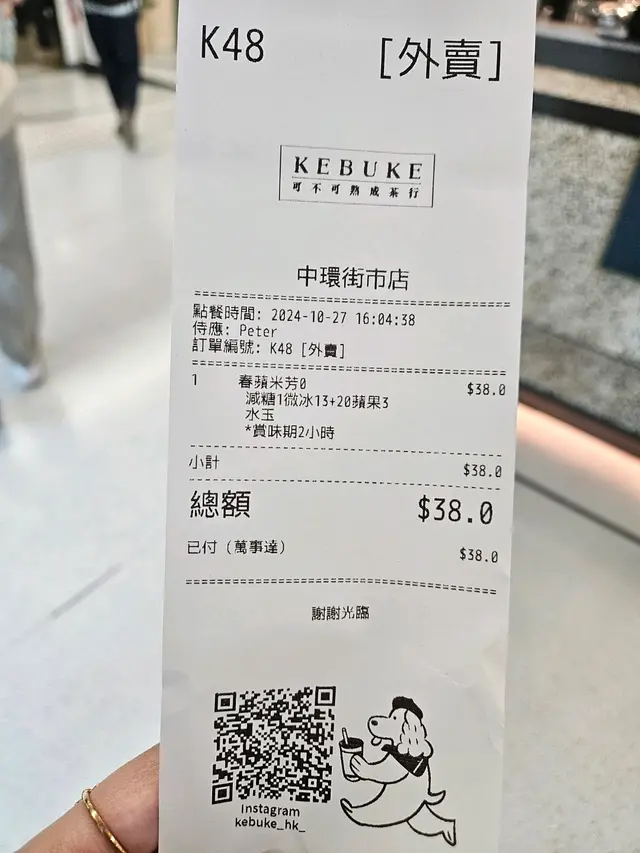 K48 [外賣]
KEBUKE
可不可熟成茶行
中環街市店
點餐時間: 2024-10-27 16:04:38
侍應: Peter
訂單編號: K48 [外賣]
1 春蘋米芳0 $38.0
減糖1微冰13+20蘋果3
水玉
*賞味期2小時
小計 $38.0
總額 $38.0
已付（萬事達） $38.0
謝謝光臨
Instagram
kebuke_hk_